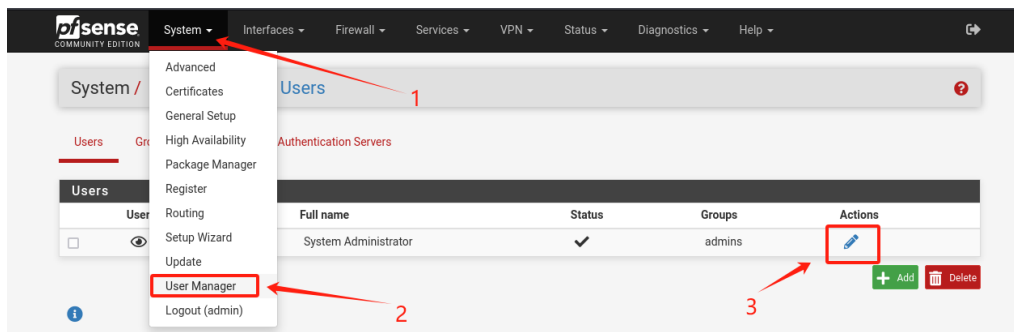 pfsense System Interfaces Firewall Services VPN Status Diagnostics Help
COMMUNITY EDITION
Advanced
System / Users
Certificates
1
General Setup
Users Gro High Availability Authentication Servers
Package Manager
Users Register
User Routing Full name Status Groups Actions
Setup Wizard System Administrator admins
Update
Add Delete
User Manager
3
Logout (admin) 2